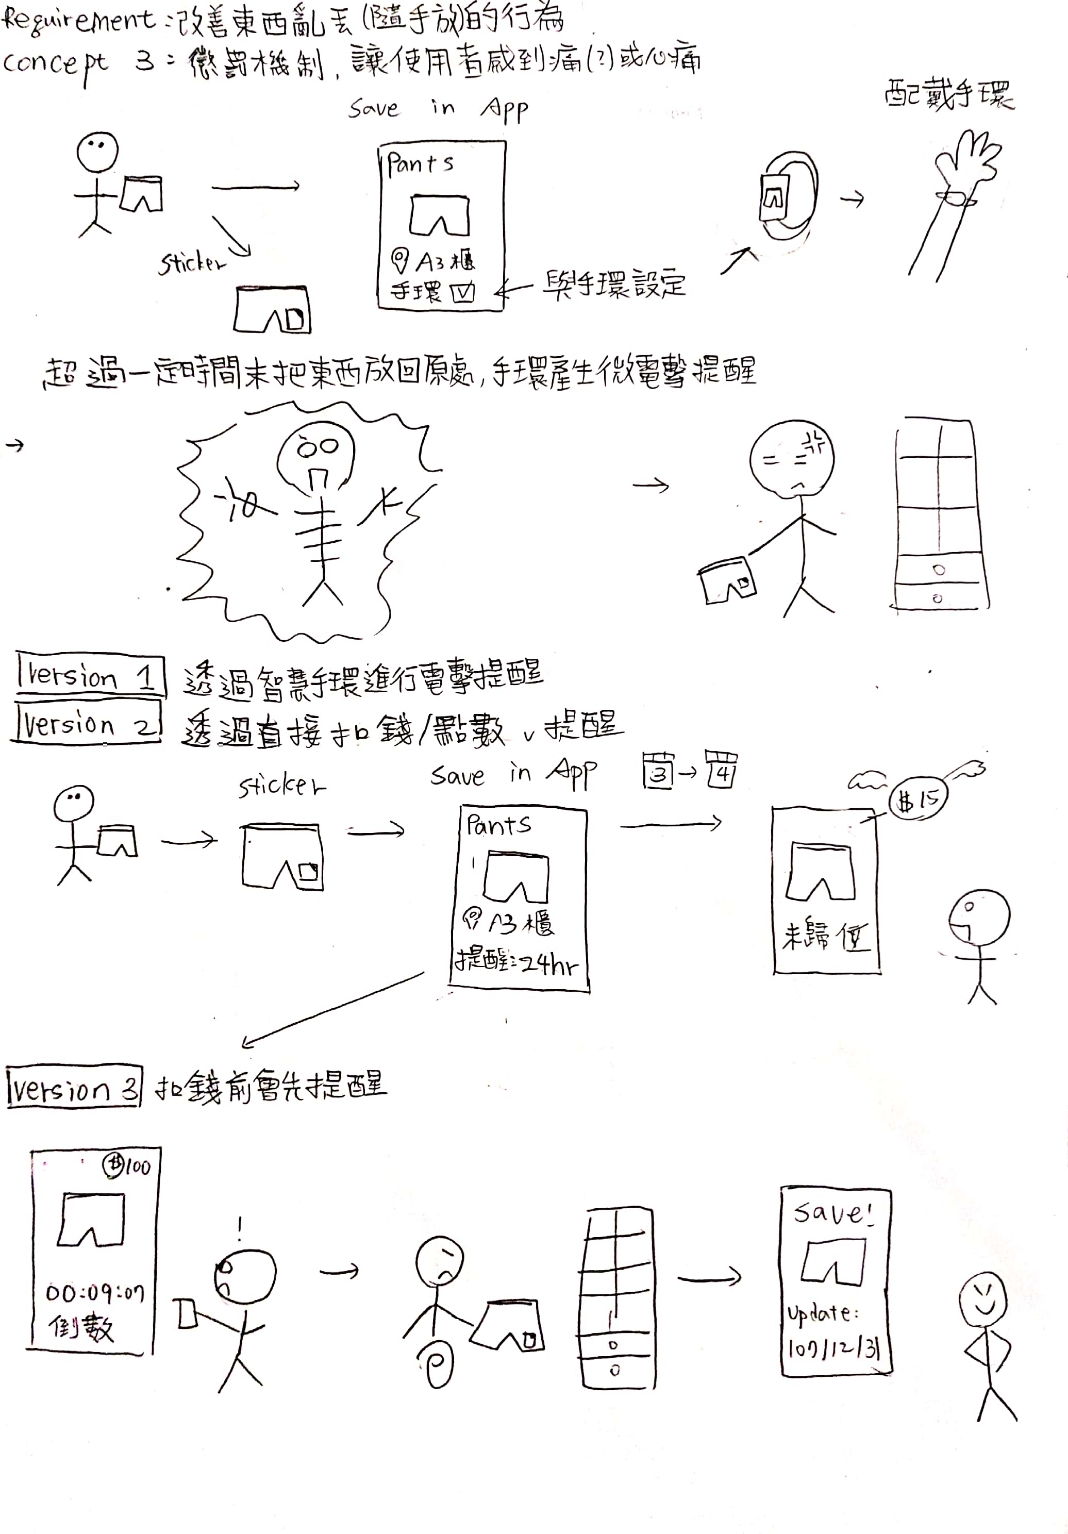 Requirement:改善東西亂丟(隨手放)的行為
concept 3:懲罰機制,讓使用者感到痛(?)或心痛
save in App
配戴手環
Pants
A3櫃
手環
與手環設定
sticker
超過一定時間未把東西放回原處,手環產生微電擊提醒
version 1 透過智慧手環進行電擊提醒
version 2 透過直接扣錢/點數、提醒
sticker
save in App
3→4
$15
Pants
A3櫃
提醒:24hr
未歸位
version 3 扣錢前會先提醒
$100
00:09:07
倒數
!
save!
update:
107/12/31